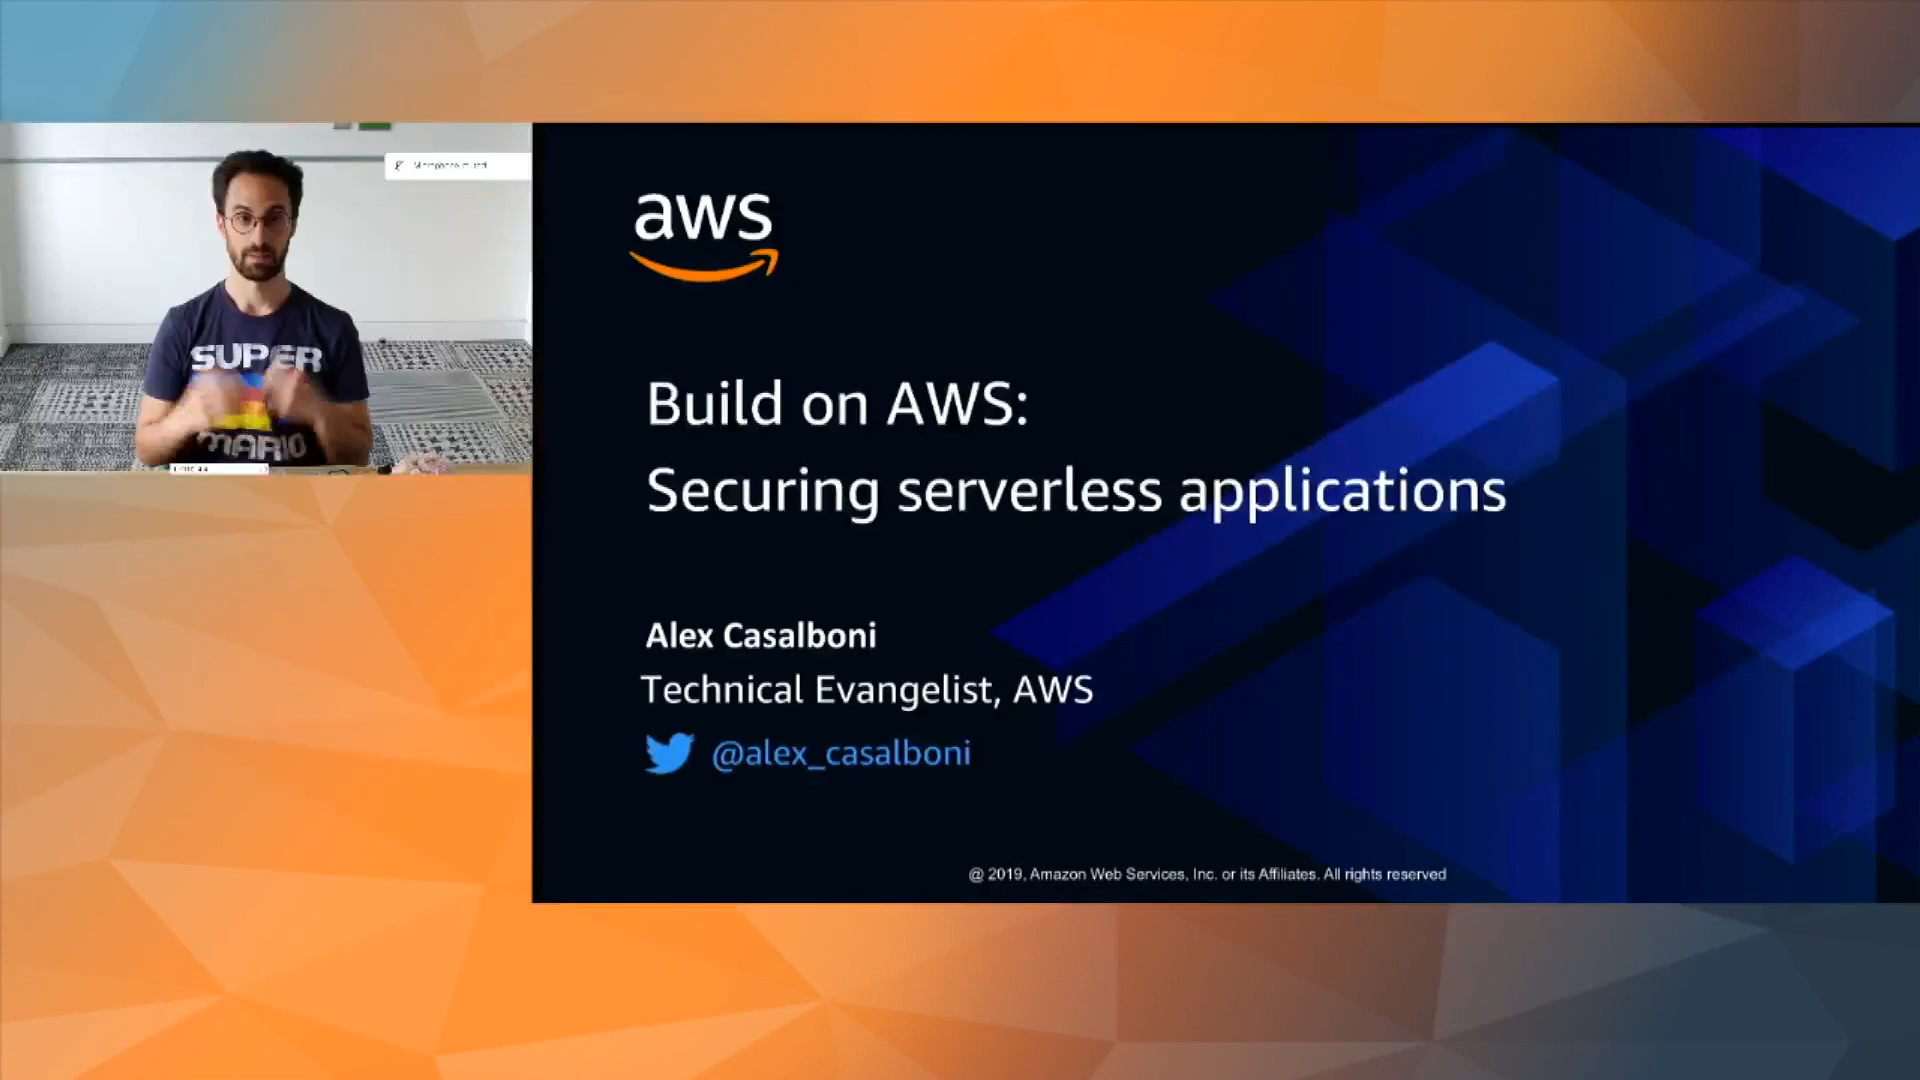 SUPER
MARIO
aws
Build on AWS:
Securing serverless applications
Alex Casalboni
Technical Evangelist, AWS
@alex_casalboni
@ 2019, Amazon Web Services, Inc. or its Affiliates. All rights reserved